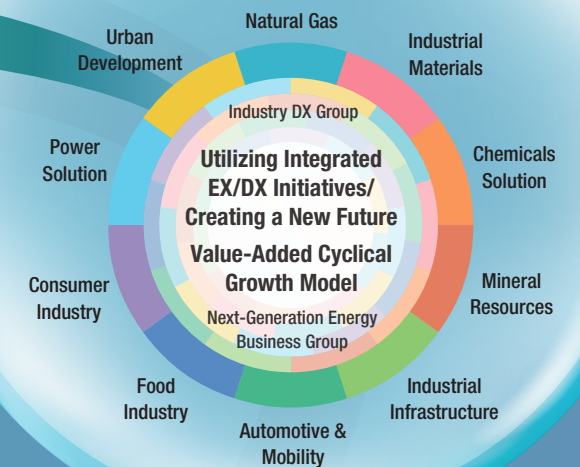 Natural Gas
Urban
Development
Industrial
Materials
Industry DX Group
Power
Solution
Utilizing Integrated
EX/DX Initiatives/
Creating a New Future
Value-Added Cyclical
Growth Model
Chemicals
Solution
Consumer
Industry
Mineral
Resources
Next-Generation Energy
Business Group
Food
Industry
Industrial
Infrastructure
Automotive &
Mobility